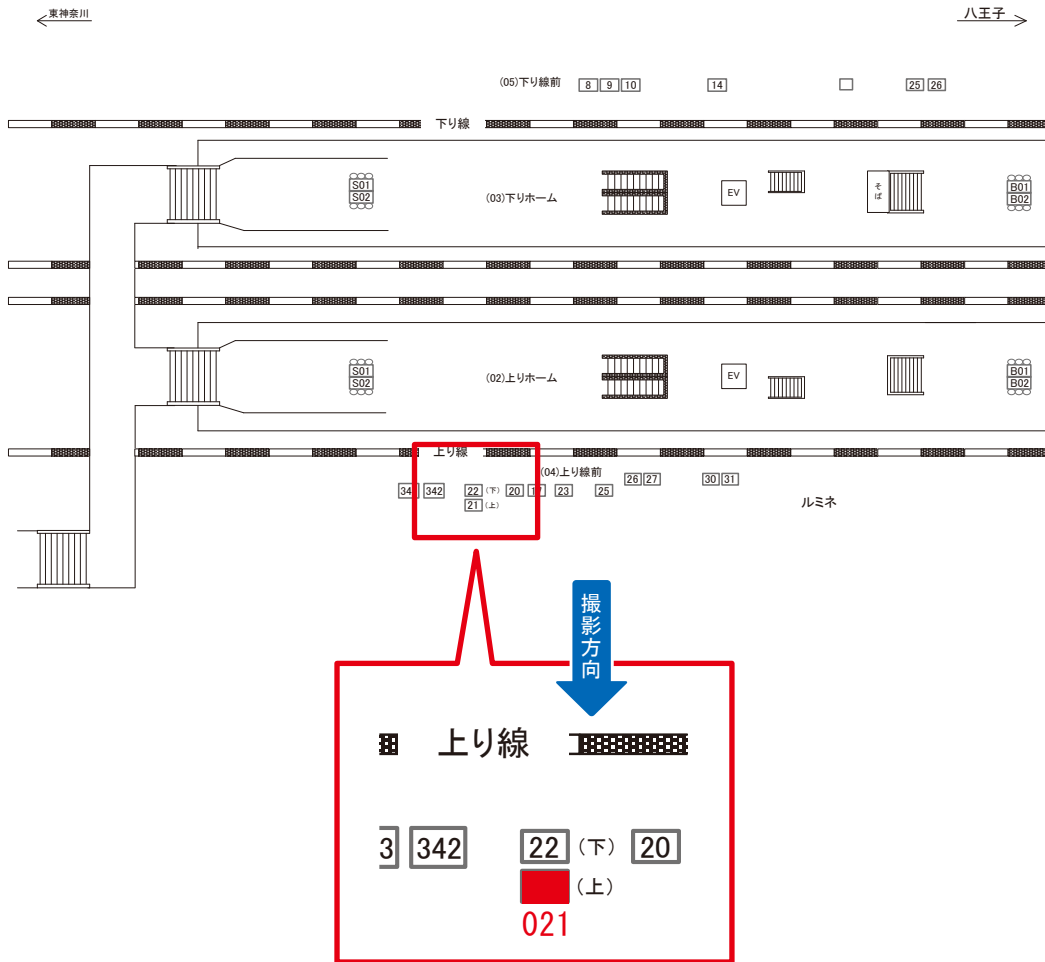 東神奈川
八王子
(05)下り線前
8 9 10 14 25 26
下り線
S01
S02
(03)下りホーム
EV
そば
B01
B02
S01
S02
(02)上りホーム
EV
B01
B02
上り線
(04)上り線前
26 27 30 31
342 22 (下) 20 17 23 25
21 (上)
ルミネ
撮影方向
上り線
3 342 22 (下) 20
(上)
021